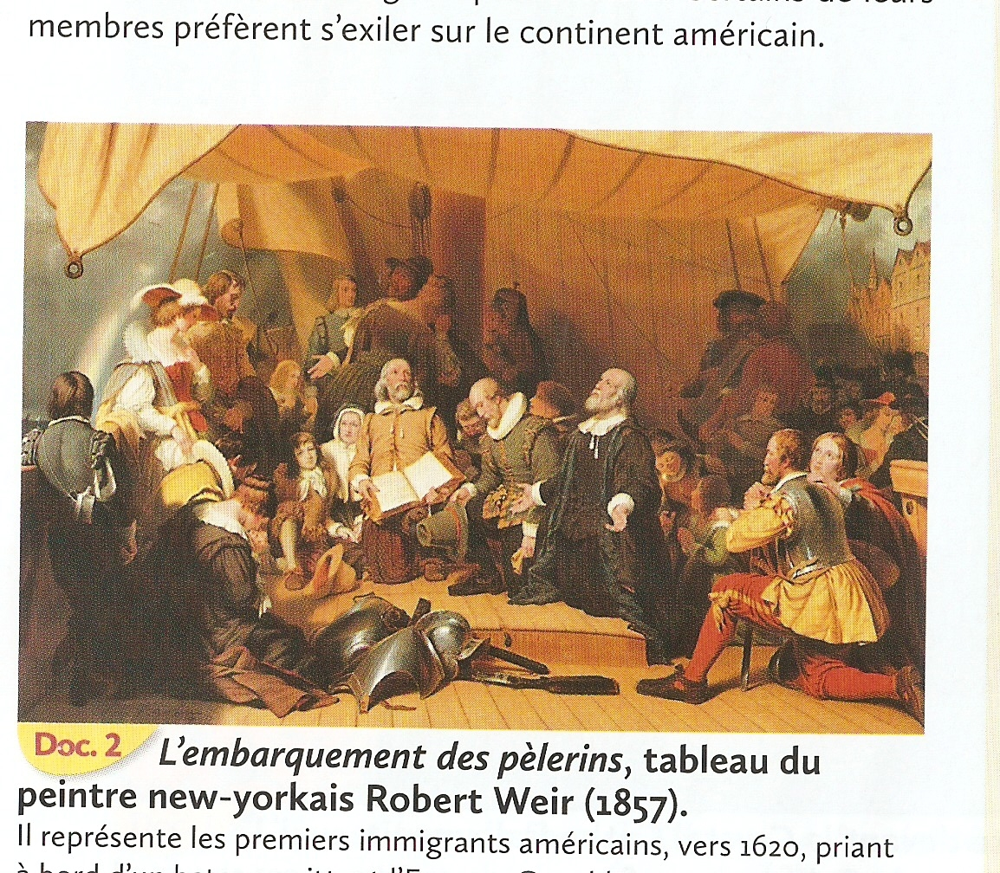 membres préfèrent s’exiler sur le continent américain.
Doc. 2 L’embarquement des pèlerins, tableau du
peintre new-yorkais Robert Weir (1857).
Il représente les premiers immigrants américains, vers 1620, priant